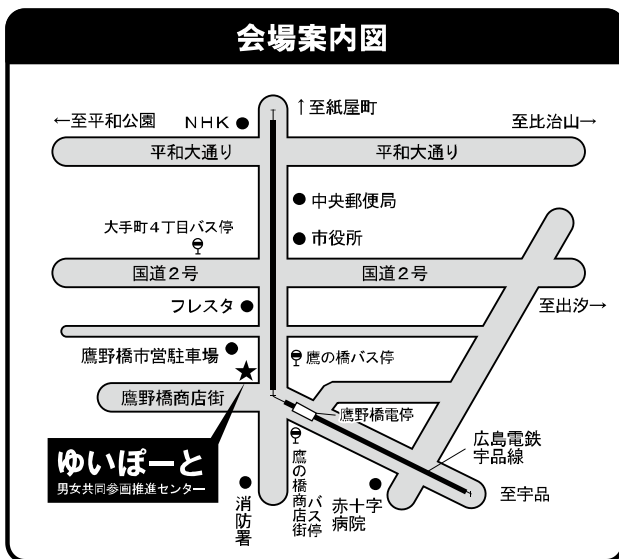 会場案内図
↑至紙屋町
←至平和公園
NHK
至比治山→
平和大通り
平和大通り
中央郵便局
大手町4丁目バス停
市役所
国道2号
国道2号
フレスタ
至出汐→
鷹野橋市営駐車場
鷹の橋バス停
鷹野橋商店街
鷹野橋電停
ゆいぽーと
男女共同参画推進センター
広島電鉄
宇品線
鷹の橋商店街
バス停
消防署
赤十字
病院
至宇品